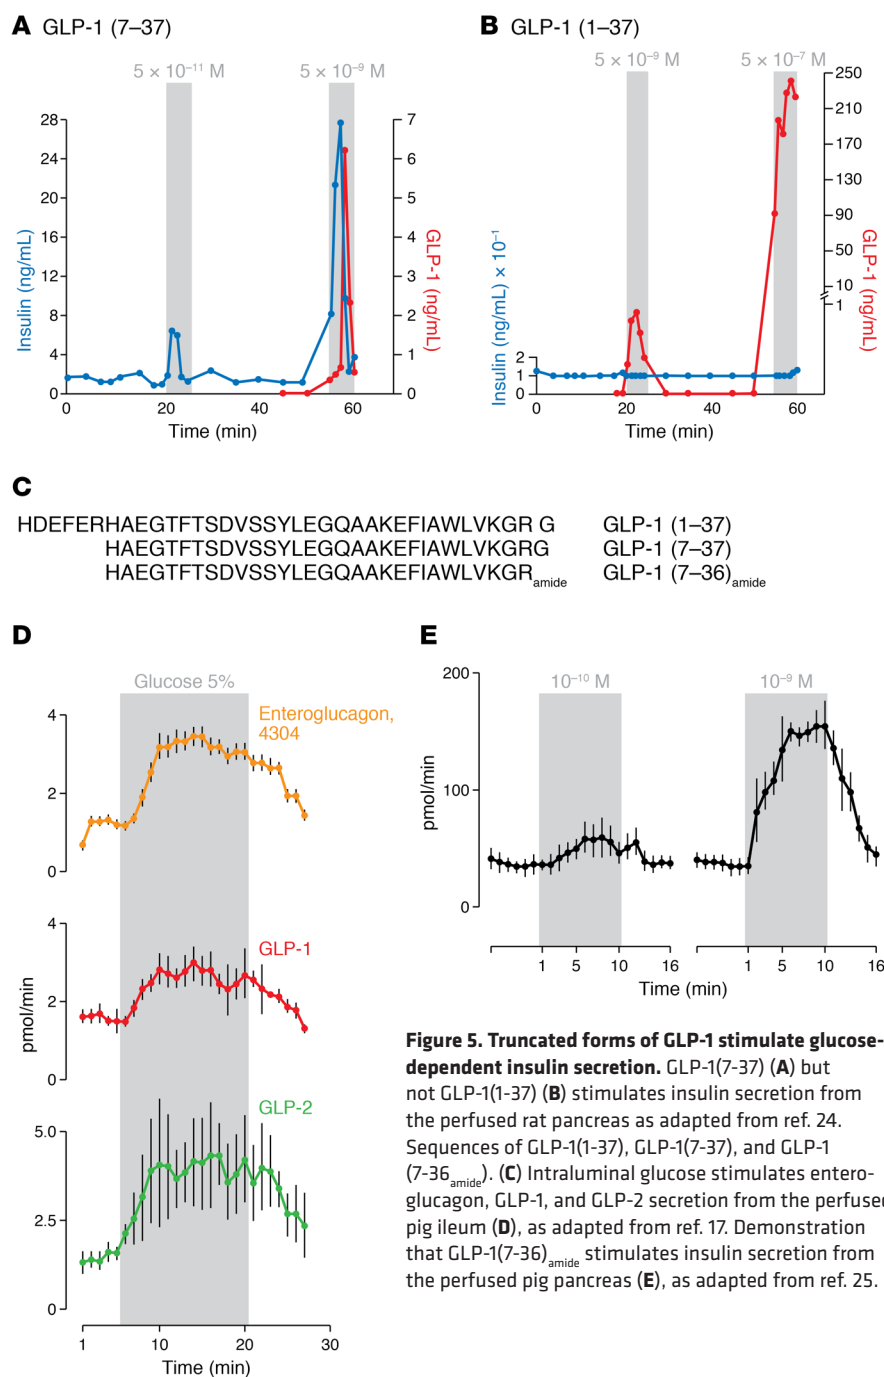 A GLP-1 (7–37)
5 × 10⁻¹¹ M
5 × 10⁻⁹ M
Insulin (ng/mL)
28
24
20
16
12
8
4
0
7
6
5
4
3
2
1
0
GLP-1 (ng/mL)
0
20
40
60
Time (min)
B GLP-1 (1–37)
5 × 10⁻⁹ M
5 × 10⁻⁷ M
Insulin (ng/mL) × 10⁻¹
2
1
0
250
210
170
130
90
50
10
1
GLP-1 (ng/mL)
0
20
40
60
Time (min)
C
HDEFERHAEGTFTSDVSSYLEGQAAKEFIAWLVKGR G GLP-1 (1–37)
HAEGTFTSDVSSYLEGQAAKEFIAWLVKGRG GLP-1 (7–37)
HAEGTFTSDVSSYLEGQAAKEFIAWLVKGRamide GLP-1 (7–36)amide
D
Glucose 5%
Enteroglucagon,
4304
4
2
0
GLP-1
4
2
0
pmol/min
GLP-2
5.0
2.5
0
1
10
20
30
Time (min)
E
10⁻¹⁰ M
10⁻⁹ M
200
100
0
pmol/min
1
5
10
16
1
5
10
16
Time (min)
Figure 5. Truncated forms of GLP-1 stimulate glucose-
dependent insulin secretion. GLP-1(7-37) (A) but
not GLP-1(1-37) (B) stimulates insulin secretion from
the perfused rat pancreas as adapted from ref. 24.
Sequences of GLP-1(1-37), GLP-1(7-37), and GLP-1
(7-36amide). (C) Intraluminal glucose stimulates entero-
glucagon, GLP-1, and GLP-2 secretion from the perfused
pig ileum (D), as adapted from ref. 17. Demonstration
that GLP-1(7-36)amide stimulates insulin secretion from
the perfused pig pancreas (E), as adapted from ref. 25.